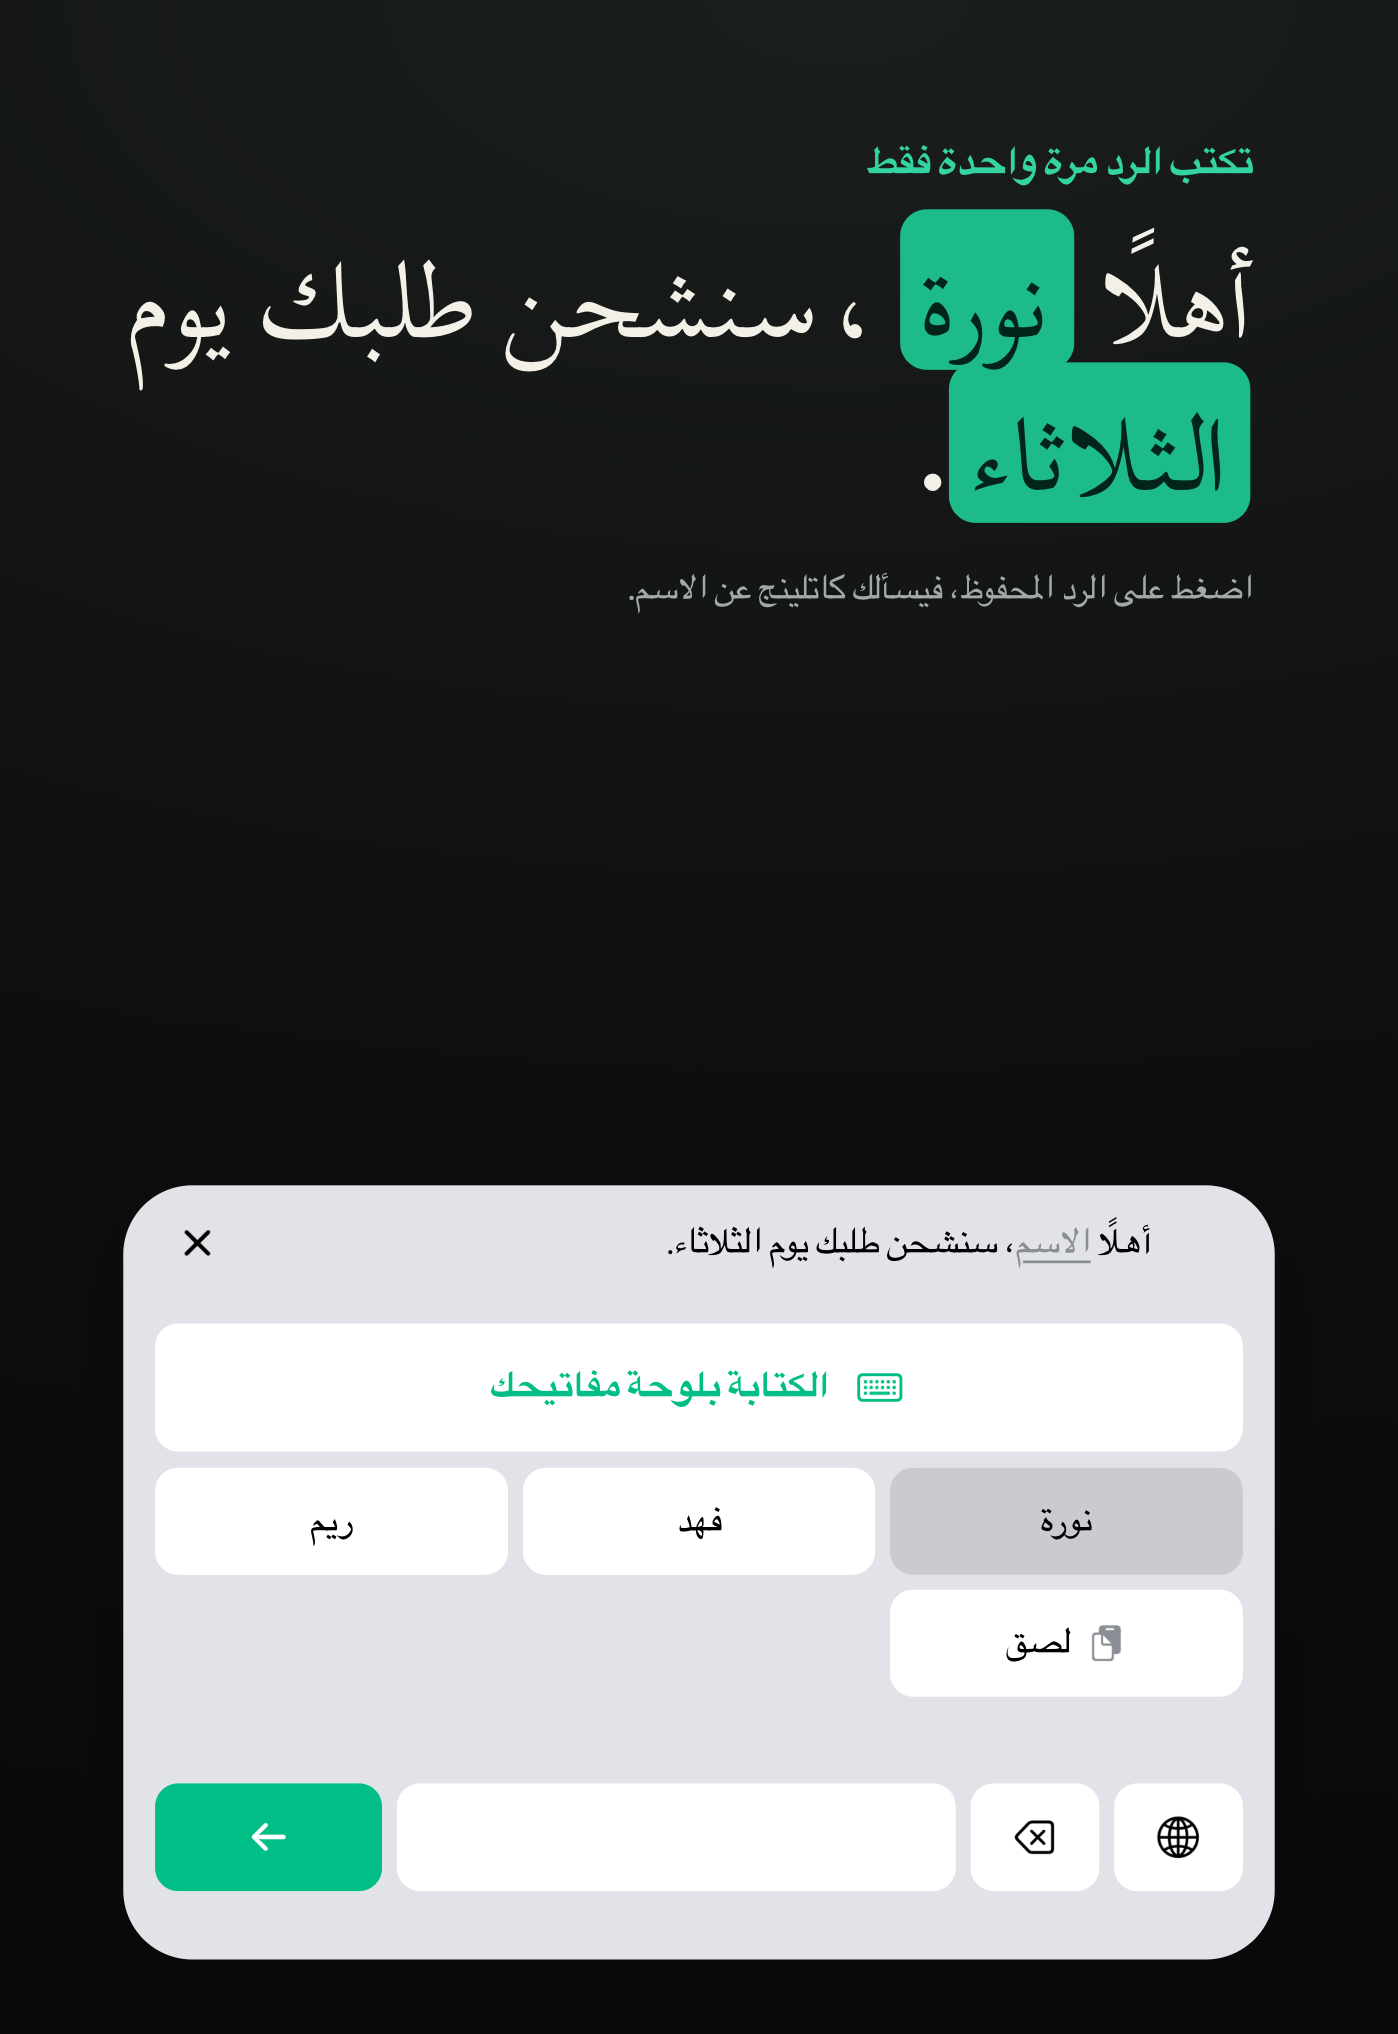 تكتب الرد مرة واحدة فقط
أهلًا نورة ، سنشحن طلبك يوم
الثلاثاء.
اضغط على الرد المحفوظ، فيسألك كاتلينج عن الاسم.
أهلًا الاسم، سنشحن طلبك يوم الثلاثاء.
الكتابة بلوحة مفاتيحك
نورة
فهد
ريم
لصق